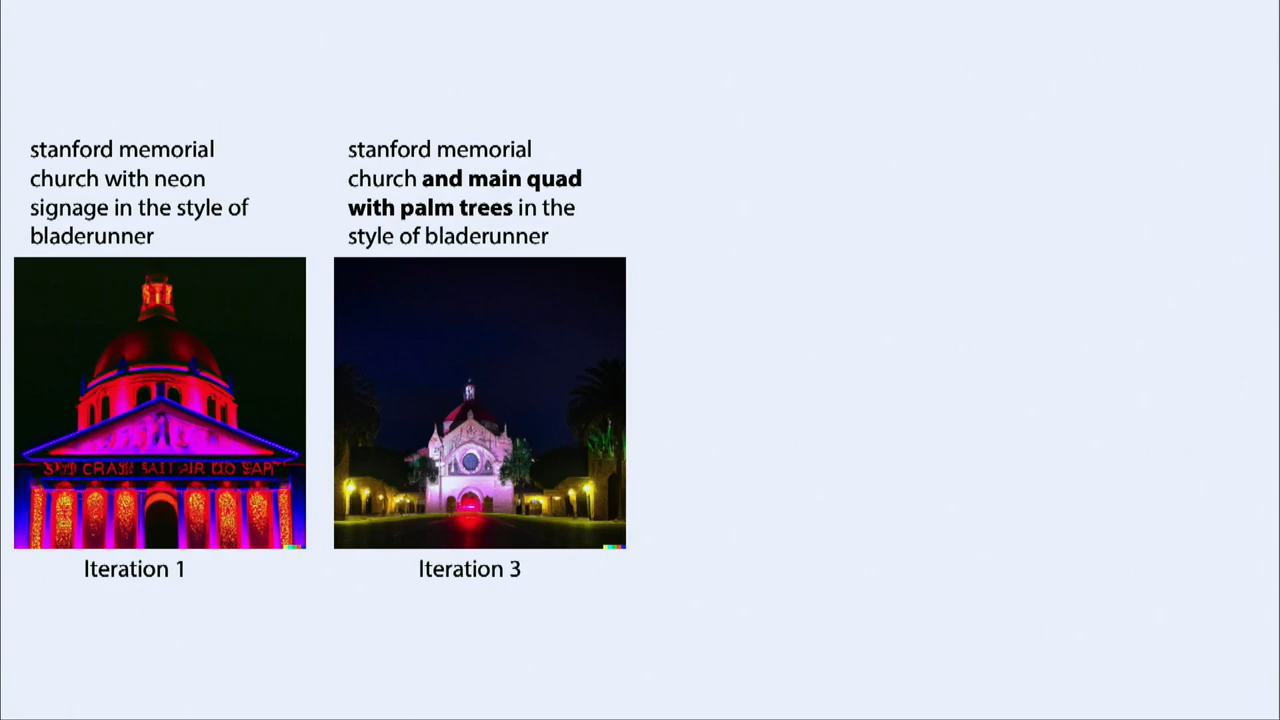 stanford memorial
church with neon
signage in the style of
bladerunner
Iteration 1
stanford memorial
church and main quad
with palm trees in the
style of bladerunner
Iteration 3